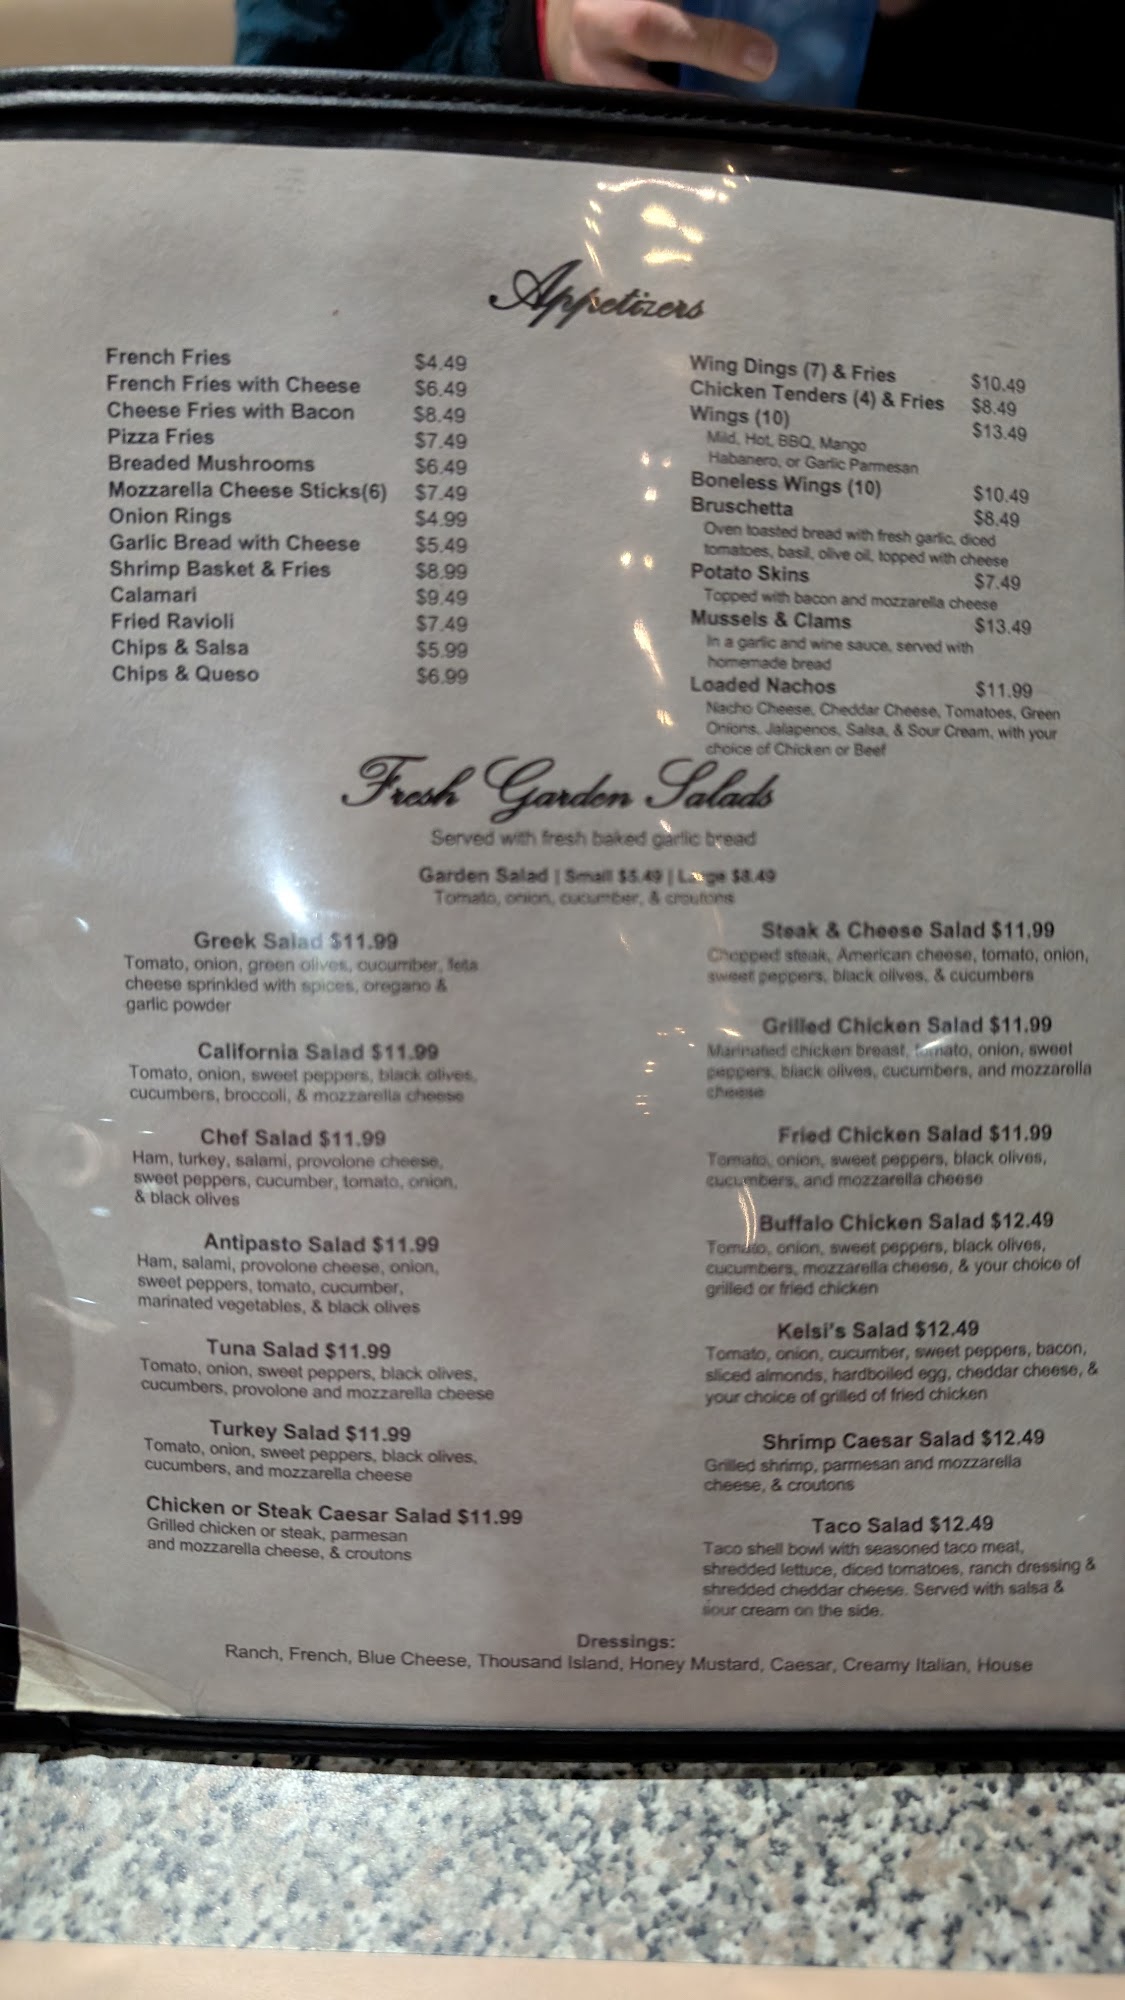 Appetizers
French Fries $4.49
French Fries with Cheese $6.49
Cheese Fries with Bacon $8.49
Pizza Fries $7.49
Breaded Mushrooms $6.49
Mozzarella Cheese Sticks(6) $7.49
Onion Rings $4.99
Garlic Bread with Cheese $5.49
Shrimp Basket & Fries $8.99
Calamari $9.49
Fried Ravioli $7.49
Chips & Salsa $5.99
Chips & Queso $6.99
Wing Dings (7) & Fries $10.49
Chicken Tenders (4) & Fries $8.49
Wings (10) $13.49
Mild, Hot, BBQ, Mango
Habanero, or Garlic Parmesan
Boneless Wings (10) $10.49
Bruschetta $8.49
Oven toasted bread with fresh garlic, diced
tomatoes, basil, olive oil, topped with cheese
Potato Skins $7.49
Topped with bacon and mozzarella cheese
Mussels & Clams $13.49
In a garlic and wine sauce, served with
homemade bread
Loaded Nachos $11.99
Nacho Cheese, Cheddar Cheese, Tomatoes, Green
Onions, Jalapenos, Salsa, & Sour Cream, with your
choice of Chicken or Beef
Fresh Garden Salads
Served with fresh baked garlic bread
Garden Salad | Small $5.49 | Large $8.49
Tomato, onion, cucumber, & croutons
Greek Salad $11.99
Tomato, onion, green olives, cucumber, feta
cheese sprinkled with spices, oregano &
garlic powder
California Salad $11.99
Tomato, onion, sweet peppers, black olives,
cucumbers, broccoli, & mozzarella cheese
Chef Salad $11.99
Ham, turkey, salami, provolone cheese,
sweet peppers, cucumber, tomato, onion,
& black olives
Antipasto Salad $11.99
Ham, salami, provolone cheese, onion,
sweet peppers, tomato, cucumber,
marinated vegetables, & black olives
Tuna Salad $11.99
Tomato, onion, sweet peppers, black olives,
cucumbers, provolone and mozzarella cheese
Turkey Salad $11.99
Tomato, onion, sweet peppers, black olives,
cucumbers, and mozzarella cheese
Chicken or Steak Caesar Salad $11.99
Grilled chicken or steak, parmesan
and mozzarella cheese, & croutons
Steak & Cheese Salad $11.99
Chopped steak, American cheese, tomato, onion,
sweet peppers, black olives, & cucumbers
Grilled Chicken Salad $11.99
Marinated chicken breast, tomato, onion, sweet
peppers, black olives, cucumbers, and mozzarella
cheese
Fried Chicken Salad $11.99
Tomato, onion, sweet peppers, black olives,
cucumbers, and mozzarella cheese
Buffalo Chicken Salad $12.49
Tomato, onion, sweet peppers, black olives,
cucumbers, mozzarella cheese, & your choice of
grilled or fried chicken
Kelsi's Salad $12.49
Tomato, onion, cucumber, sweet peppers, bacon,
sliced almonds, hardboiled egg, cheddar cheese, &
your choice of grilled of fried chicken
Shrimp Caesar Salad $12.49
Grilled shrimp, parmesan and mozzarella
cheese, & croutons
Taco Salad $12.49
Taco shell bowl with seasoned taco meat,
shredded lettuce, diced tomatoes, ranch dressing &
shredded cheddar cheese. Served with salsa &
sour cream on the side.
Dressings:
Ranch, French, Blue Cheese, Thousand Island, Honey Mustard, Caesar, Creamy Italian, House